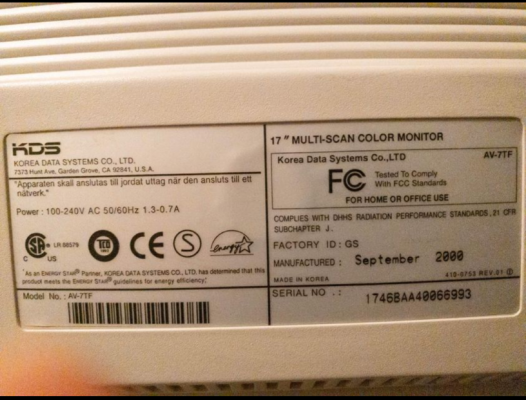 KDS
KOREA DATA SYSTEMS CO., LTD.
7373 Hunt Ave, Garden Grove, CA 92841, U.S.A.
"Apparaten skall anslutas till jordat uttag när den ansluts till ett
nätverk."
Power : 100-240V AC 50/60Hz 1.3-0.7A
LR 88579
C US
TCO
CE
S
energy
*As an ENERGY STAR® Partner, KOREA DATA SYSTEMS CO., LTD. has determined that this
product meets the ENERGY STAR® guidelines for energy efficiency.
Model No. : AV-7TF
17 " MULTI-SCAN COLOR MONITOR
Korea Data Systems Co.,LTD AV-7TF
FC Tested To Comply
With FCC Standards
FOR HOME OR OFFICE USE
COMPLIES WITH DHHS RADIATION PERFORMANCE STANDARDS, 21 CFR
SUBCHAPTER J.
FACTORY ID : GS
MANUFACTURED : September 2000
MADE IN KOREA
SERIAL NO . : 1746BAA40066993